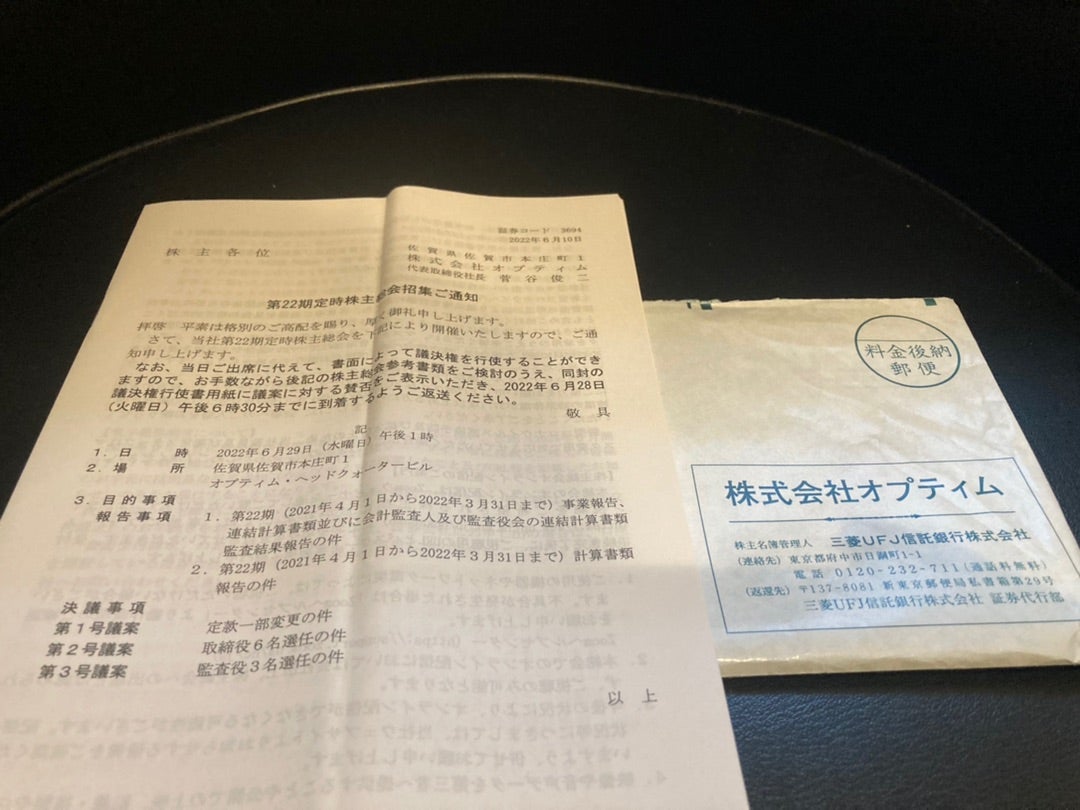 証券コード 3694
2022年6月10日
株主各位
佐賀県佐賀市本庄町1
株式会社オプティム
代表取締役社長 菅谷俊二
第22期定時株主総会招集ご通知
拝啓 平素は格別のご高配を賜り、厚く御礼申し上げます。
さて、当社第22期定時株主総会を下記により開催いたしますので、ご通
知申し上げます。
なお、当日ご出席に代えて、書面によって議決権を行使することができ
ますので、お手数ながら後記の株主総会参考書類をご検討のうえ、同封の
議決権行使書用紙に議案に対する賛否をご表示いただき、2022年6月28日
（火曜日）午後6時30分までに到着するようご返送ください。
敬具
記
1. 日時 2022年6月29日（水曜日）午後1時
2. 場所 佐賀県佐賀市本庄町1
オプティム・ヘッドクォータービル
3. 目的事項
報告事項 1. 第22期（2021年4月1日から2022年3月31日まで）事業報告、
連結計算書類並びに会計監査人及び監査役会の連結計算書類
監査結果報告の件
2. 第22期（2021年4月1日から2022年3月31日まで）計算書類
報告の件
決議事項
第1号議案 定款一部変更の件
第2号議案 取締役6名選任の件
第3号議案 監査役3名選任の件
以上
料金後納
郵便
株式会社オプティム
株主名簿管理人 三菱UFJ信託銀行株式会社
（連絡先）東京都府中市日鋼町1-1
電話 0120-232-711（通話料無料）
（返還先）〒137-8081 新東京郵便局私書箱第29号
三菱UFJ信託銀行株式会社 証券代行部